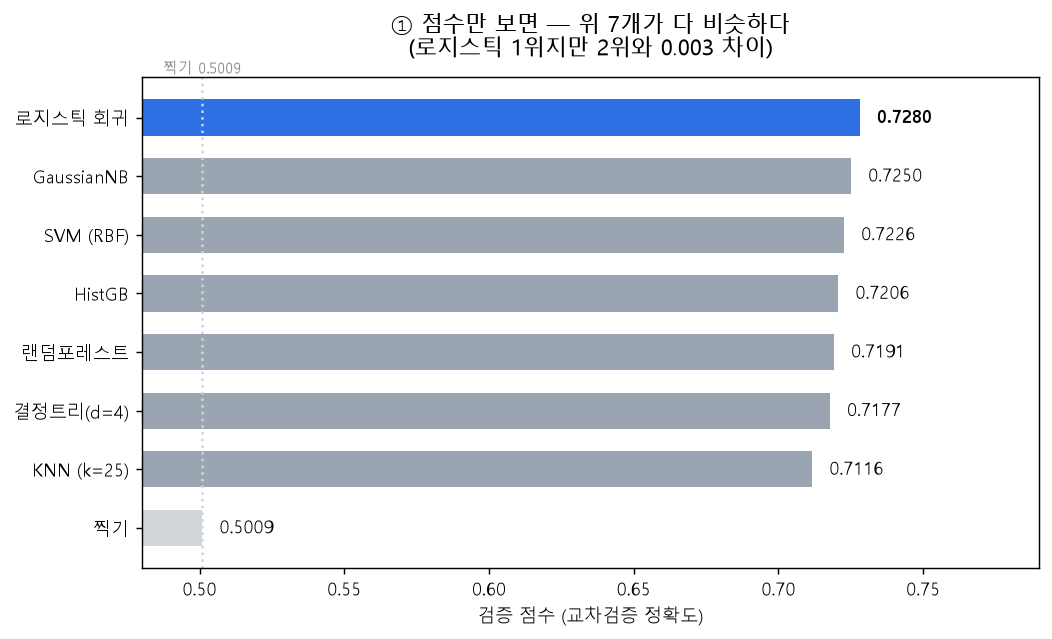 ① 점수만 보면 — 위 7개가 다 비슷하다
(로지스틱 1위지만 2위와 0.003 차이)
찍기 0.5009
로지스틱 회귀 0.7280
GaussianNB 0.7250
SVM (RBF) 0.7226
HistGB 0.7206
랜덤포레스트 0.7191
결정트리(d=4) 0.7177
KNN (k=25) 0.7116
찍기 0.5009
0.50 0.55 0.60 0.65 0.70 0.75
검증 점수 (교차검증 정확도)